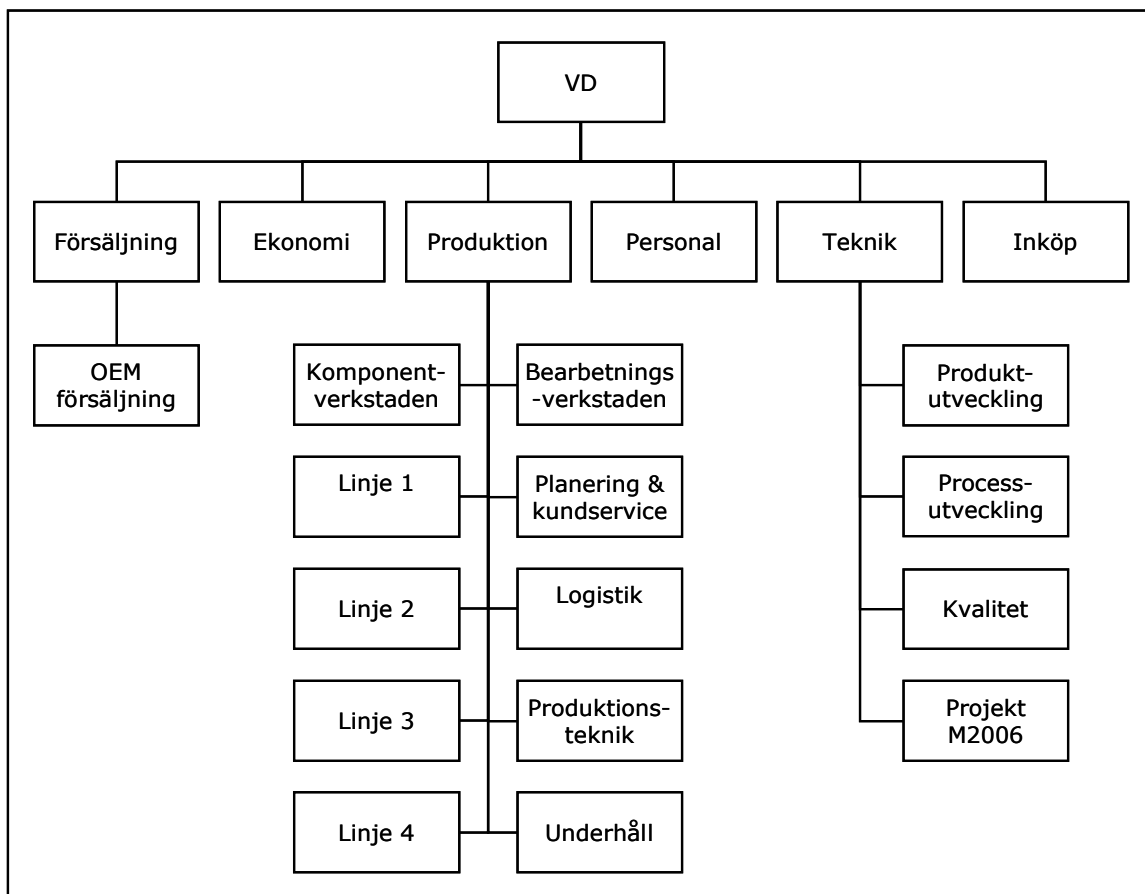 VD
Försäljning
Ekonomi
Produktion
Personal
Teknik
Inköp
OEM
försäljning
Komponent-
verkstaden
Bearbetnings
-verkstaden
Produkt-
utveckling
Linje 1
Planering &
kundservice
Process-
utveckling
Linje 2
Logistik
Kvalitet
Linje 3
Produktions-
teknik
Projekt
M2006
Linje 4
Underhåll